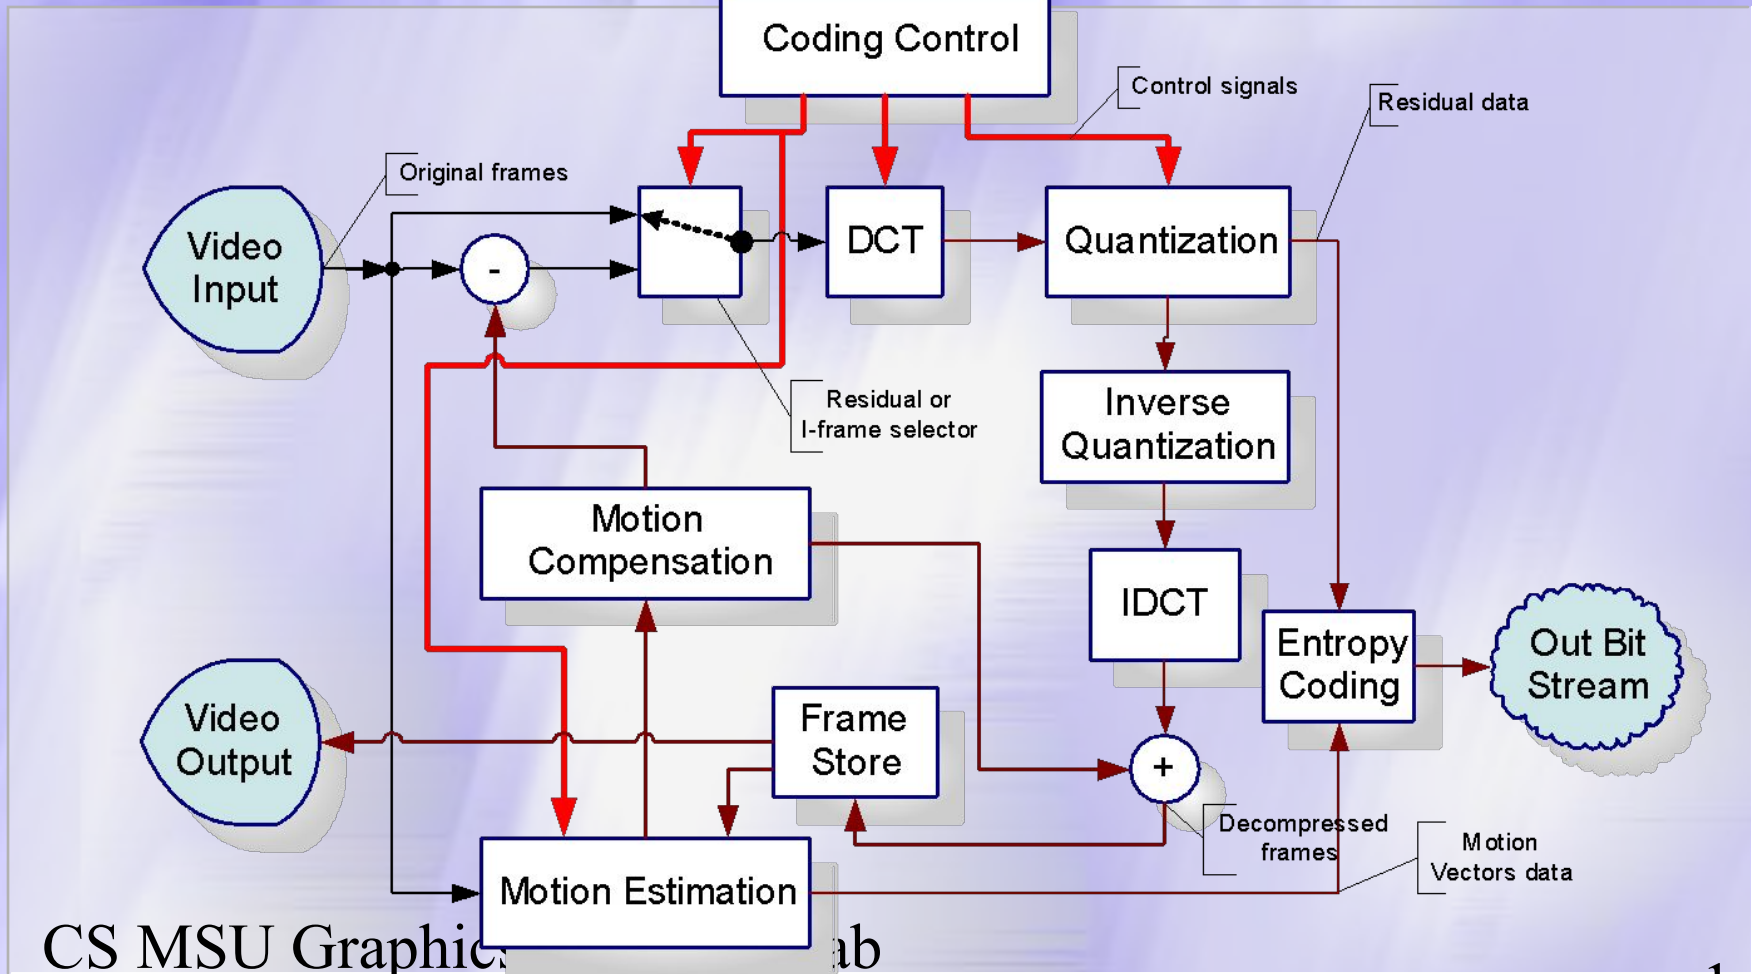 Coding Control
Control signals
Residual data
Original frames
Video
Input
-
DCT
Quantization
Residual or
I-frame selector
Inverse
Quantization
Motion
Compensation
IDCT
Entropy
Coding
Out Bit
Stream
Video
Output
Frame
Store
+
Decompressed
frames
Motion
Vectors data
Motion Estimation
CS MSU